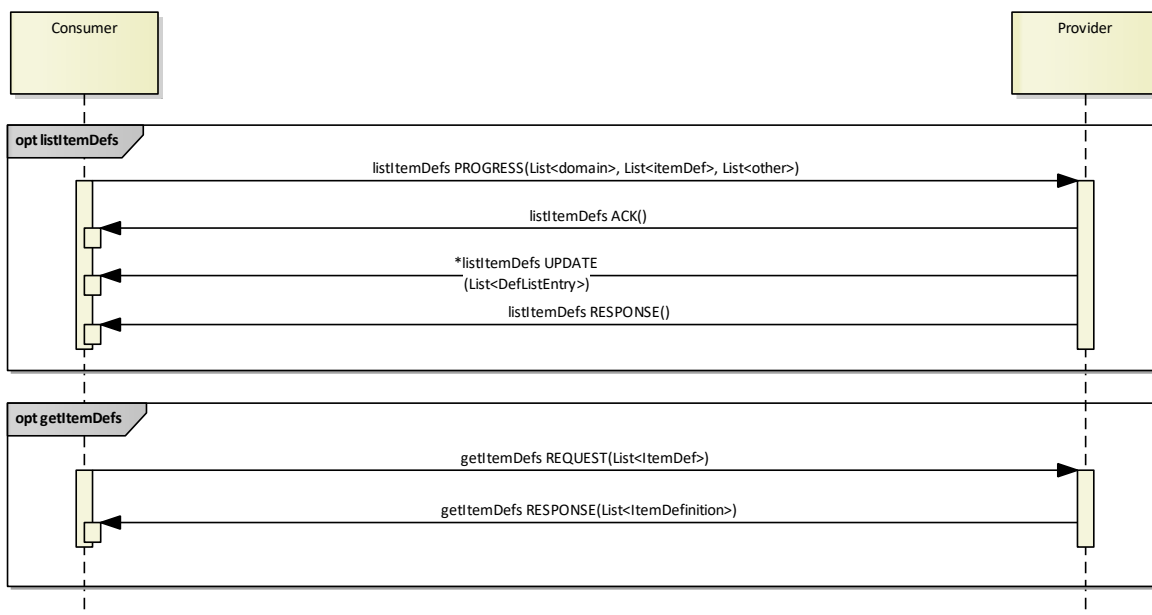 Consumer
Provider
opt listItemDefs
listItemDefs PROGRESS(List<domain>, List<itemDef>, List<other>)
listItemDefs ACK()
*listItemDefs UPDATE
(List<DefListEntry>)
listItemDefs RESPONSE()
opt getItemDefs
getItemDefs REQUEST(List<ItemDef>)
getItemDefs RESPONSE(List<ItemDefinition>)